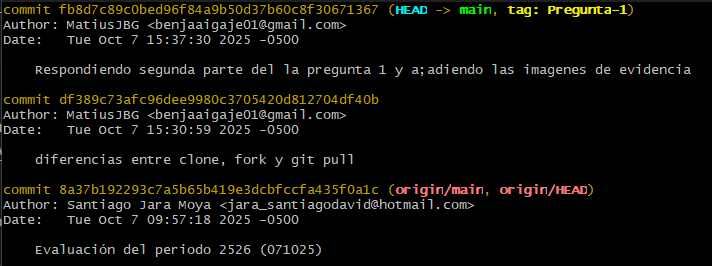 commit fb8d7c89c0bed96f84a9b50d37b60c8f30671367 (HEAD -> main, tag: Pregunta-1)
Author: MatiusJBG <benjaaigaje01@gmail.com>
Date:   Tue Oct 7 15:37:30 2025 -0500
Respondiendo segunda parte del la pregunta 1 y a;adiendo las imagenes de evidencia
commit df389c73afc96dee9980c3705420d812704df40b
Author: MatiusJBG <benjaaigaje01@gmail.com>
Date:   Tue Oct 7 15:30:59 2025 -0500
diferencias entre clone, fork y git pull
commit 8a37b192293c7a5b65b419e3dcbfccfa435f0a1c (origin/main, origin/HEAD)
Author: Santiago Jara Moya <jara_santiagodavid@hotmail.com>
Date:   Tue Oct 7 09:57:18 2025 -0500
Evaluación del periodo 2526 (071025)